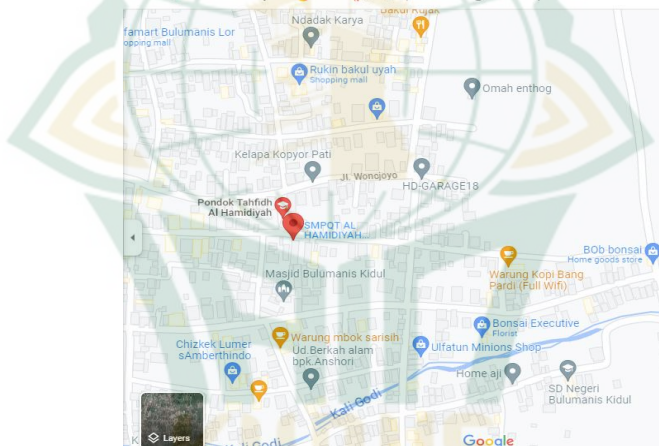 Ndadak Karya
Bakul Rujak
famart Bulumanis Lor
opping mall
Rukin bakul uyah
Shopping mall
Omah enthog
Kelapa Kopyor Pati
Jl. Woncjoyo
HD-GARAGE18
Pondok Tahfidh
Al Hamidiyah
SMPQT AL
HAMIDIYAH
BOb bonsai
Home goods store
Masjid Bulumanis Kidul
Warung Kopi Bang
Pardi (Full Wifi)
Bonsai Executive
Florist
Warung mbok sarisih
Chizkek Lumer
sAmberthindo
Ud.Berkah alam
bpk.Anshori
Ulfatun Minions Shop
Home aji
SD Negeri
Bulumanis Kidul
Kali Godi
Kali Godi
Layers
Google